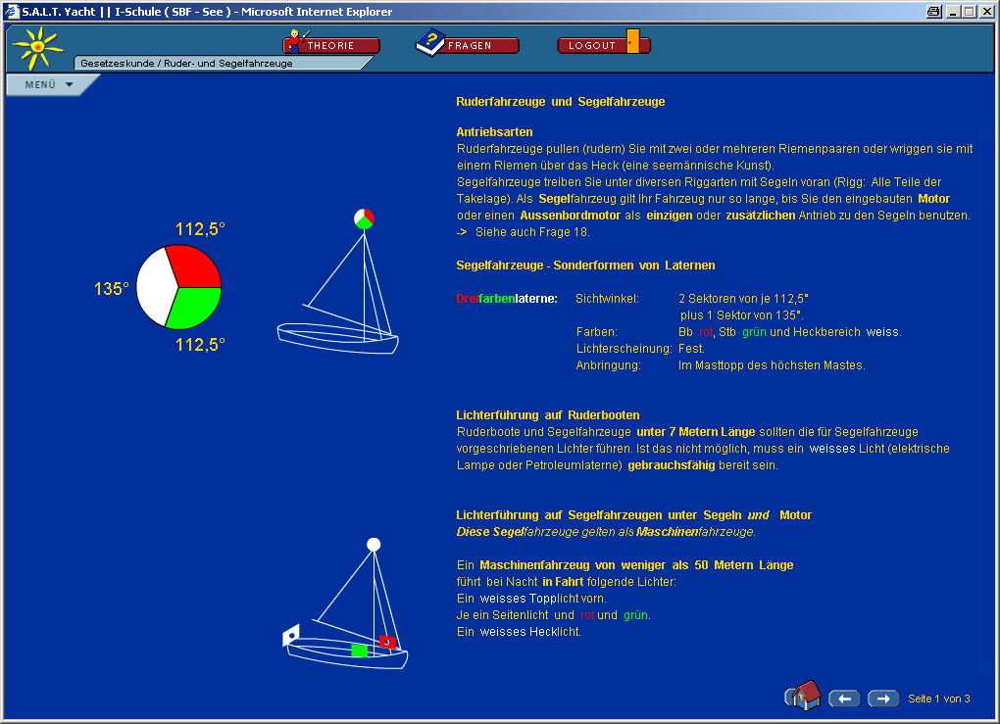 S.A.L.T. Yacht || I-Schule ( SBF - See ) - Microsoft Internet Explorer
THEORIE
FRAGEN
LOGOUT
Gesetzeskunde / Ruder- und Segelfahrzeuge
MENÜ
Ruderfahrzeuge und Segelfahrzeuge
Antriebsarten
Ruderfahrzeuge pullen (rudern) Sie mit zwei oder mehreren Riemenpaaren oder wriggen sie mit
einem Riemen über das Heck (eine seemännische Kunst).
Segelfahrzeuge treiben Sie unter diversen Riggarten mit Segeln voran (Rigg: Alle Teile der
Takelage). Als Segelfahrzeug gilt Ihr Fahrzeug nur so lange, bis Sie den eingebauten Motor
oder einen Aussenbordmotor als einzigen oder zusätzlichen Antrieb zu den Segeln benutzen.
-> Siehe auch Frage 18.
112,5°
135°
112,5°
Segelfahrzeuge - Sonderformen von Laternen
Dreifarbenlaterne: Sichtwinkel: 2 Sektoren von je 112,5°
plus 1 Sektor von 135°.
Farben: Bb rot, Stb grün und Heckbereich weiss.
Lichterscheinung: Fest.
Anbringung: Im Masttopp des höchsten Mastes.
Lichterführung auf Ruderbooten
Ruderboote und Segelfahrzeuge unter 7 Metern Länge sollten die für Segelfahrzeuge
vorgeschriebenen Lichter führen. Ist das nicht möglich, muss ein weisses Licht (elektrische
Lampe oder Petroleumlaterne) gebrauchsfähig bereit sein.
Lichterführung auf Segelfahrzeugen unter Segeln und Motor
Diese Segelfahrzeuge gelten als Maschinenfahrzeuge.
Ein Maschinenfahrzeug von weniger als 50 Metern Länge
führt bei Nacht in Fahrt folgende Lichter:
Ein weisses Topplicht vorn.
Je ein Seitenlicht und rot und grün.
Ein weisses Hecklicht.
Seite 1 von 3